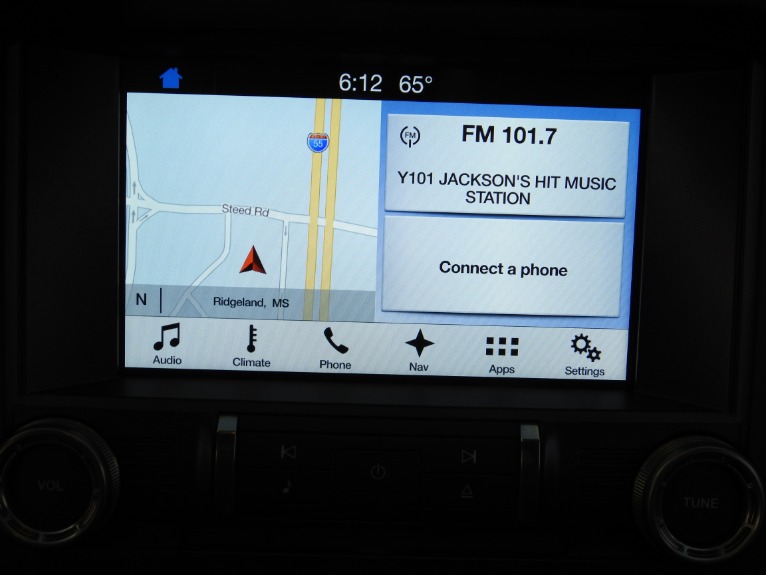 6:12 65°
55
Steed Rd
N
Ridgeland, MS
FM
FM 101.7
Y101 JACKSON'S HIT MUSIC
STATION
Connect a phone
Audio
Climate
Phone
Nav
Apps
Settings
VOL
TUNE